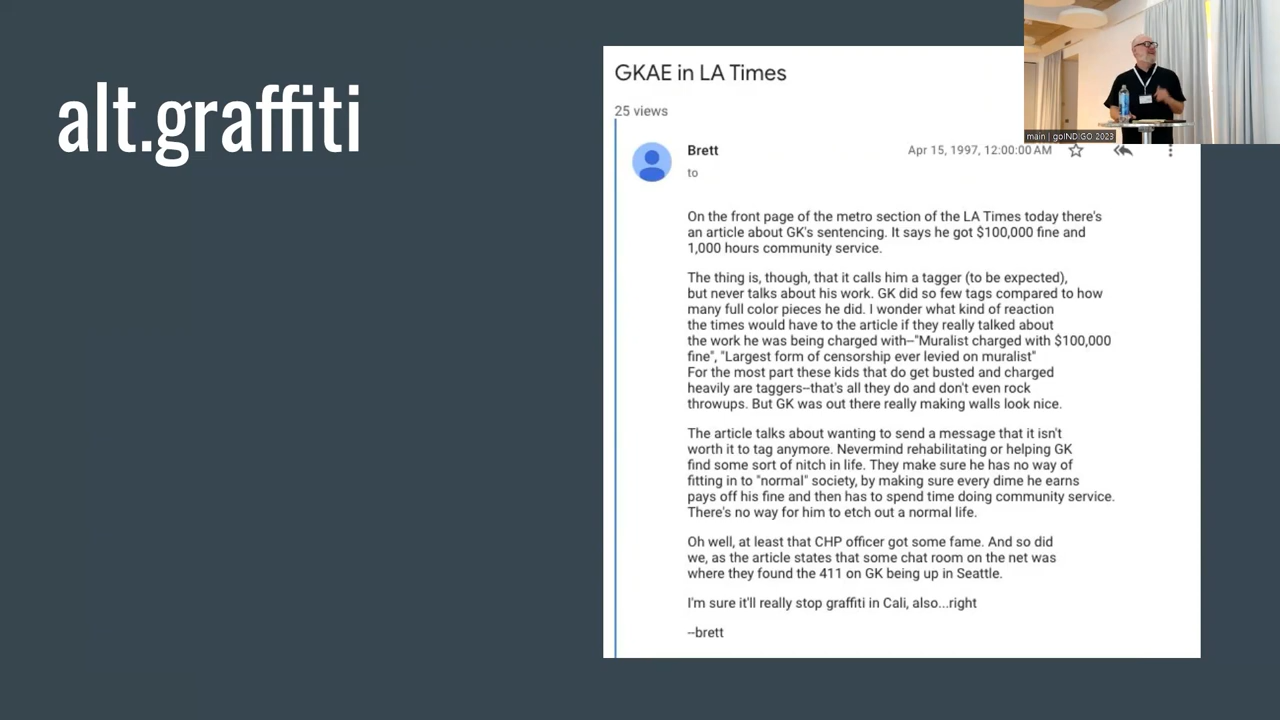 alt.graffiti
GKAE in LA Times
25 views
Brett
Apr 15, 1997, 12:00:00 AM
to
On the front page of the metro section of the LA Times today there's
an article about GK's sentencing. It says he got $100,000 fine and
1,000 hours community service.
The thing is, though, that it calls him a tagger (to be expected),
but never talks about his work. GK did so few tags compared to how
many full color pieces he did. I wonder what kind of reaction
the times would have to the article if they really talked about
the work he was being charged with--"Muralist charged with $100,000
fine", "Largest form of censorship ever levied on muralist"
For the most part these kids that do get busted and charged
heavily are taggers--that's all they do and don't even rock
throwups. But GK was out there really making walls look nice.
The article talks about wanting to send a message that it isn't
worth it to tag anymore. Nevermind rehabilitating or helping GK
find some sort of nitch in life. They make sure he has no way of
fitting in to "normal" society, by making sure every dime he earns
pays off his fine and then has to spend time doing community service.
There's no way for him to etch out a normal life.
Oh well, at least that CHP officer got some fame. And so did
we, as the article states that some chat room on the net was
where they found the 411 on GK being up in Seattle.
I'm sure it'll really stop graffiti in Cali, also...right
--brett
main | goINDIGO 2023